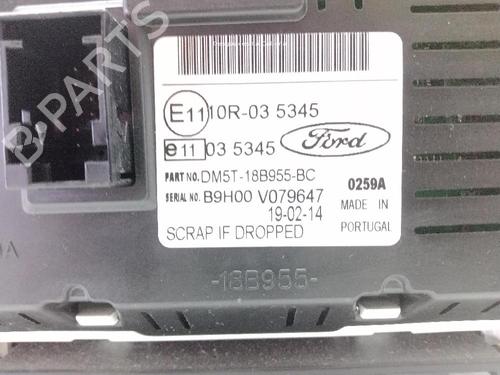 B-PARTS
E11 10R-03 5345
e11 03 5345
Ford
PART NO. DM5T-18B955-BC
SERIAL NO. B9H00 V079647
19-02-14
SCRAP IF DROPPED
0259A
MADE IN
PORTUGAL
-18B955-